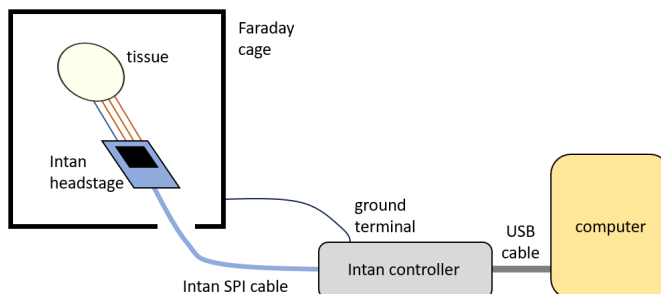 Faraday
cage
tissue
Intan
headstage
ground
terminal
USB
cable
computer
Intan controller
Intan SPI cable